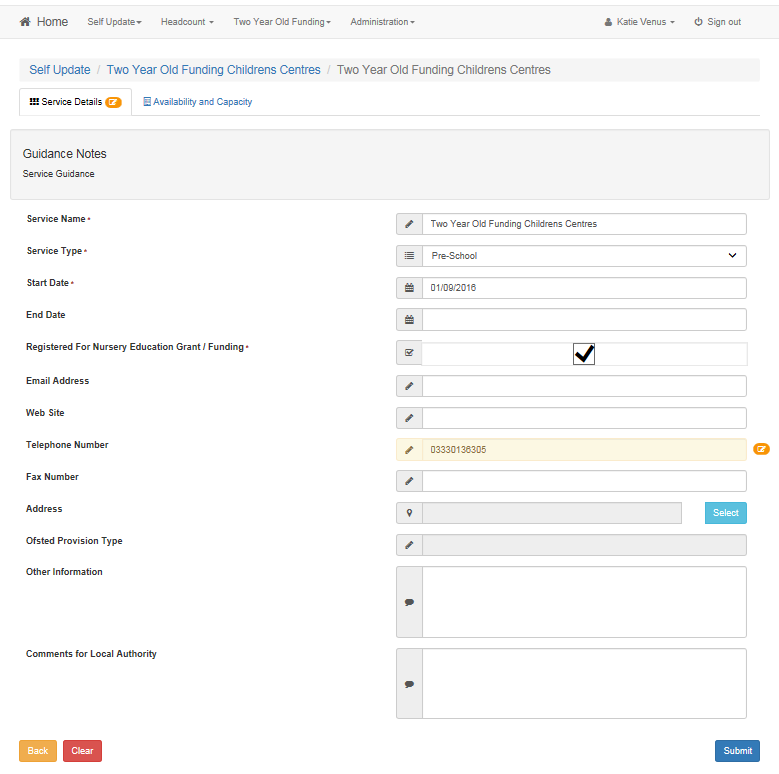 Home Self Update Headcount Two Year Old Funding Administration Katie Venus Sign out
Self Update / Two Year Old Funding Childrens Centres / Two Year Old Funding Childrens Centres
Service Details Availability and Capacity
Guidance Notes
Service Guidance
Service Name *
Two Year Old Funding Childrens Centres
Service Type *
Pre-School
Start Date *
01/09/2016
End Date
Registered For Nursery Education Grant / Funding *
Email Address
Web Site
Telephone Number
03330136305
Fax Number
Address
Select
Ofsted Provision Type
Other Information
Comments for Local Authority
Back Clear Submit